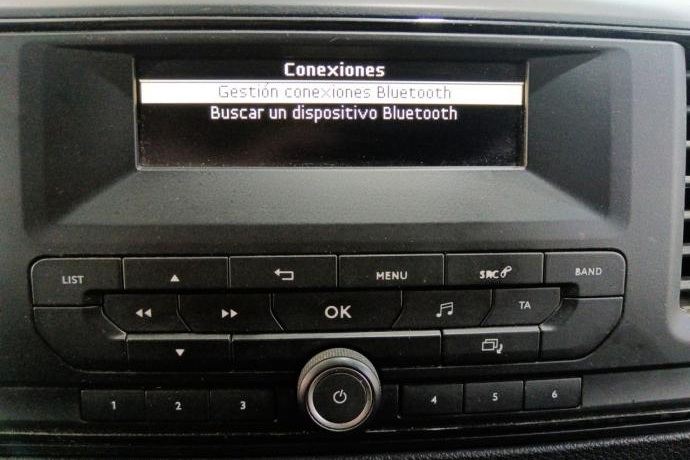 Conexiones
Gestión conexiones Bluetooth
Buscar un dispositivo Bluetooth
LIST
MENU
SRC
BAND
OK
TA
1
2
3
4
5
6